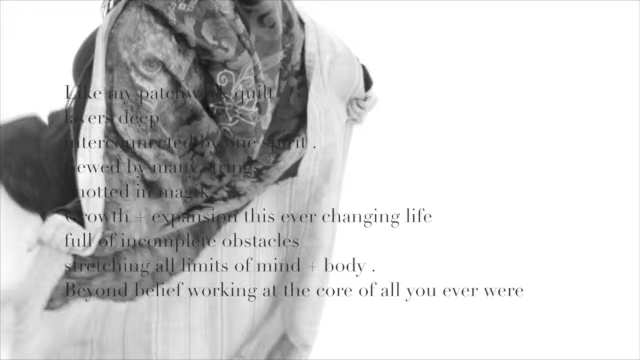 Like my patchwork quilt
layers deep
interconnected by one spirit .
Sewed by many strings
knotted in magik
Growth + expansion this ever changing life
full of incomplete obstacles
stretching all limits of mind + body .
Beyond belief working at the core of all you ever were